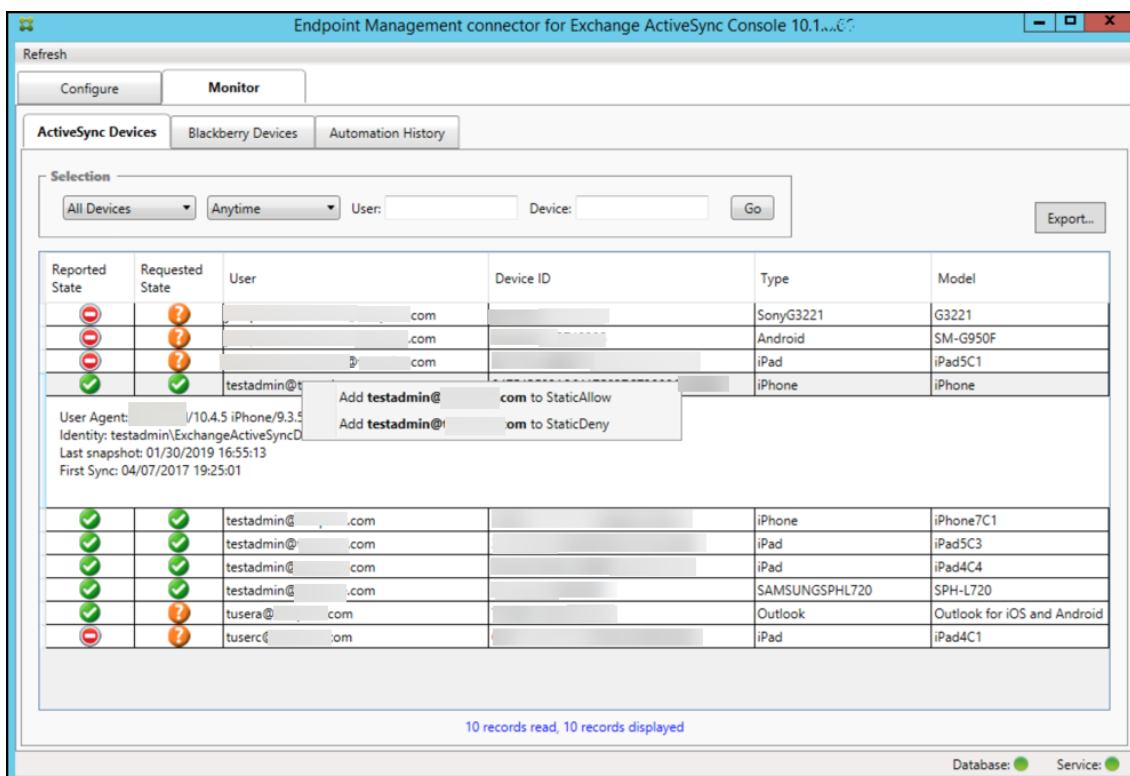 Endpoint Management connector for Exchange ActiveSync Console 10.1...
Refresh
Configure Monitor
ActiveSync Devices Blackberry Devices Automation History
Selection
All Devices Anytime User: Device: Go
Export...
Reported State Requested State User Device ID Type Model
com SonyG3221 G3221
.com Android SM-G950F
com iPad iPad5C1
testadmin@ iPhone iPhone
Add testadmin@ com to StaticAllow
Add testadmin@ com to StaticDeny
User Agent: /10.4.5 iPhone/9.3.5
Identity: testadmin\ExchangeActiveSyncD
Last snapshot: 01/30/2019 16:55:13
First Sync: 04/07/2017 19:25:01
testadmin@ .com iPhone iPhone7C1
testadmin@ .com iPad iPad5C3
testadmin@ .com iPad iPad4C4
testadmin@ .com SAMSUNGSPHL720 SPH-L720
tusera@ com Outlook Outlook for iOS and Android
tuserc@ com iPad iPad4C1
10 records read, 10 records displayed
Database: Service: